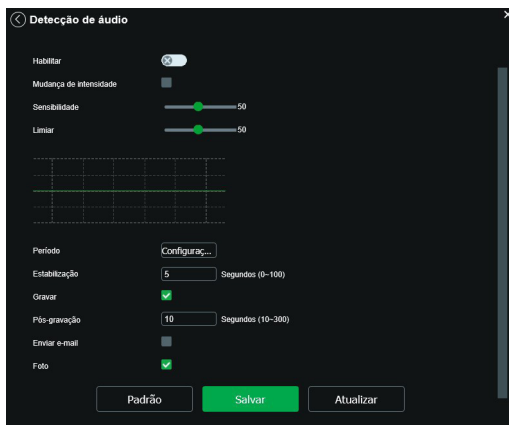 Detecção de áudio
Habilitar
Mudança de intensidade
Sensibilidade 50
Limiar 50
Período Configuraç...
Estabilização 5 Segundos (0~100)
Gravar
Pós-gravação 10 Segundos (10~300)
Enviar e-mail
Foto
Padrão Salvar Atualizar